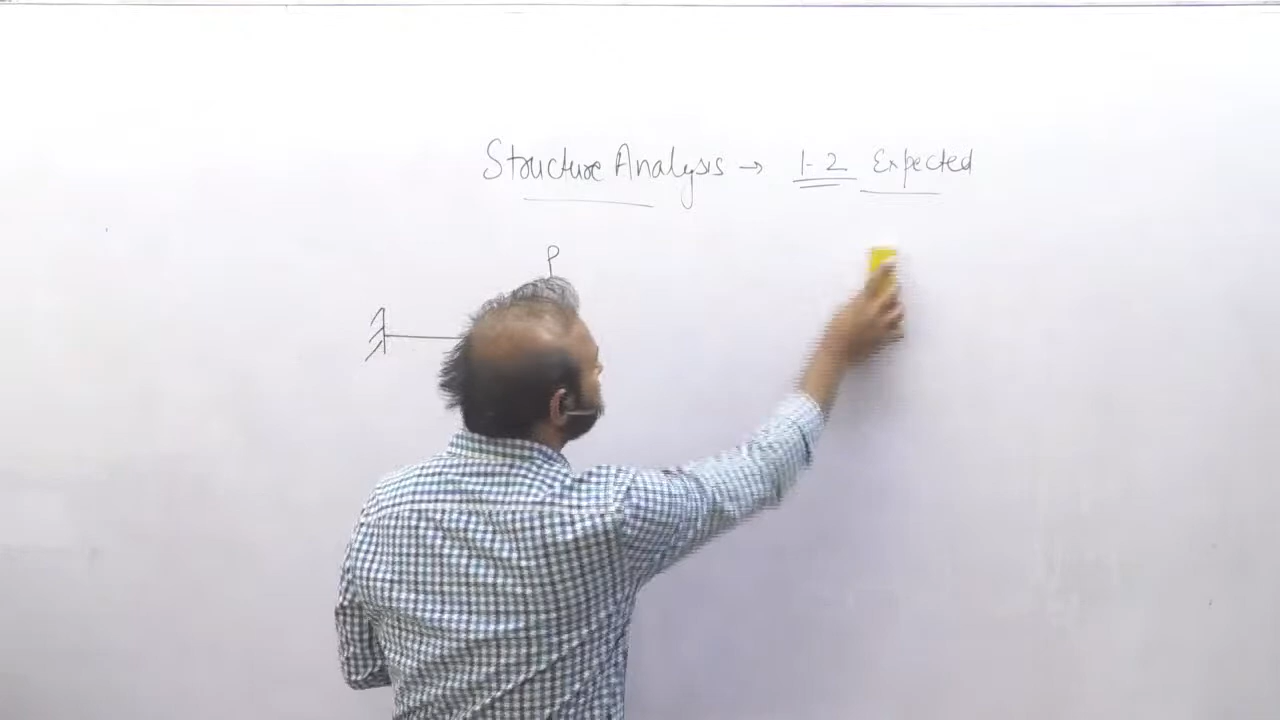 Structure Analysis → 1-2 Expected
P